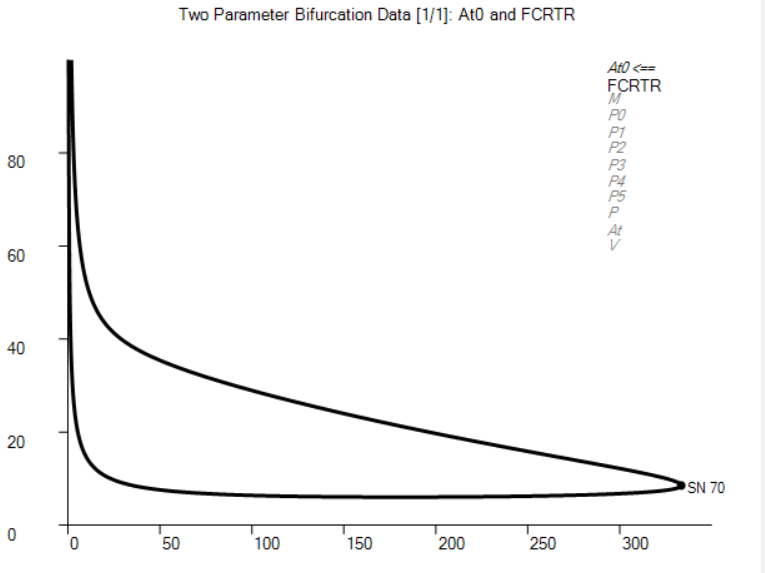 Two Parameter Bifurcation Data [1/1]: At0 and FCRTR
At0 <==
FCRTR
M
P0
P1
P2
P3
P4
P5
P
At
V
80
60
40
20
0
SN 70
0 50 100 150 200 250 300